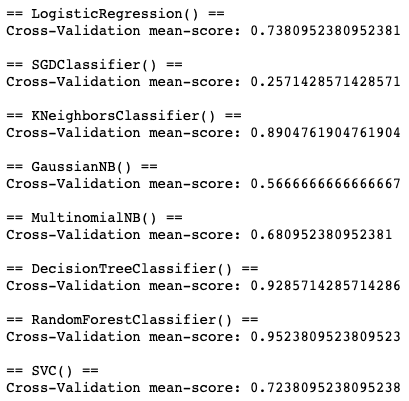 == LogisticRegression() ==
Cross-Validation mean-score: 0.7380952380952381
== SGDClassifier() ==
Cross-Validation mean-score: 0.2571428571428571
== KNeighborsClassifier() ==
Cross-Validation mean-score: 0.8904761904761904
== GaussianNB() ==
Cross-Validation mean-score: 0.5666666666666667
== MultinomialNB() ==
Cross-Validation mean-score: 0.680952380952381
== DecisionTreeClassifier() ==
Cross-Validation mean-score: 0.9285714285714286
== RandomForestClassifier() ==
Cross-Validation mean-score: 0.9523809523809523
== SVC() ==
Cross-Validation mean-score: 0.7238095238095238